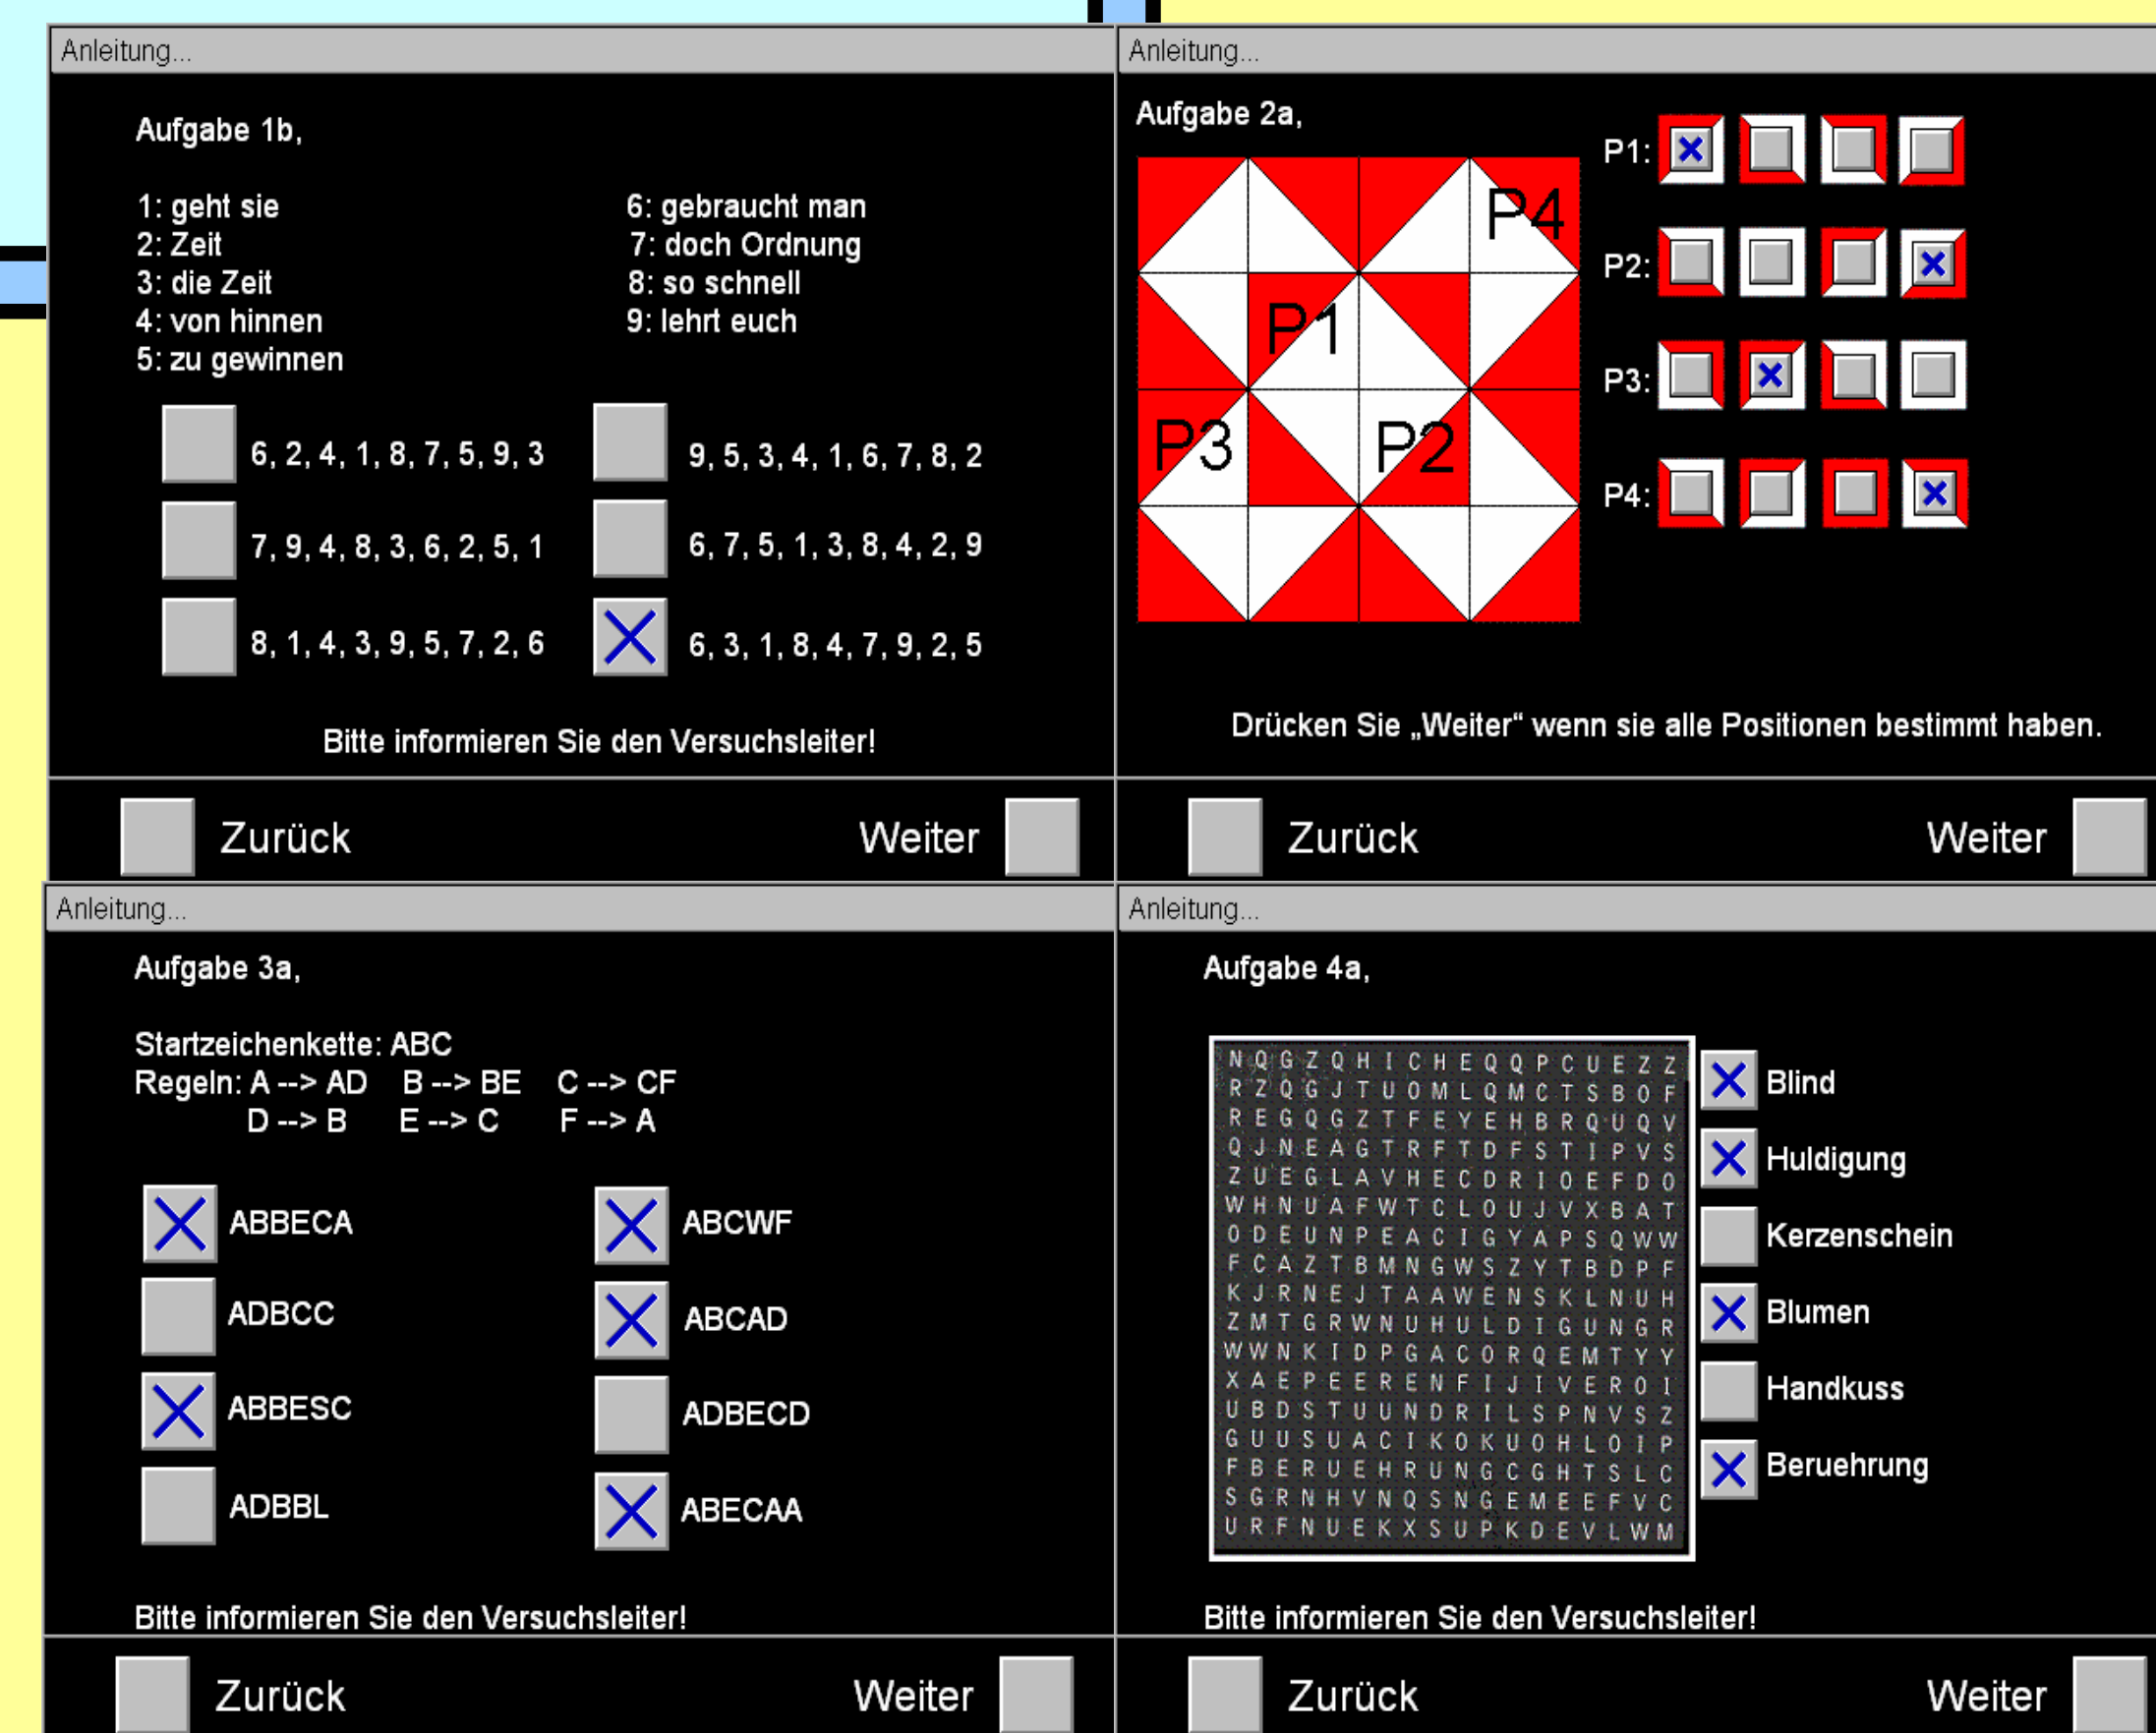 Anleitung...
Aufgabe 1b,
1: geht sie
2: Zeit
3: die Zeit
4: von hinnen
5: zu gewinnen
6: gebraucht man
7: doch Ordnung
8: so schnell
9: lehrt euch
6, 2, 4, 1, 8, 7, 5, 9, 3
9, 5, 3, 4, 1, 6, 7, 8, 2
7, 9, 4, 8, 3, 6, 2, 5, 1
6, 7, 5, 1, 3, 8, 4, 2, 9
8, 1, 4, 3, 9, 5, 7, 2, 6
6, 3, 1, 8, 4, 7, 9, 2, 5
Bitte informieren Sie den Versuchsleiter!
Zurück
Weiter
Anleitung...
Aufgabe 2a,
P4
P1
P3
P2
P1:
P2:
P3:
P4:
Drücken Sie „Weiter“ wenn sie alle Positionen bestimmt haben.
Zurück
Weiter
Anleitung...
Aufgabe 3a,
Startzeichenkette: ABC
Regeln: A --> AD B --> BE C --> CF
D --> B E --> C F --> A
ABBECA
ABCWF
ADBCC
ABCAD
ABBESC
ADBECD
ADBBL
ABECAA
Bitte informieren Sie den Versuchsleiter!
Zurück
Weiter
Anleitung...
Aufgabe 4a,
N Q G Z Q H I C H E Q Q P C U E Z Z
R Z Q G J T U O M L Q M C T S B O F
R E G Q G Z T F E Y E H B R Q U Q V
Q J N E A G T R F T D F S T I P V S
Z U E G L A V H E C D R I O E F D O
W H N U A F W T C L O U J V X B A T
O D E U N P E A C I G Y A P S Q W W
F C A Z T B M N G W S Z Y T B D P F
K J R N E J T A A W E N S K L N U H
Z M T G R W N U H U L D I G U N G R
W W N K I D P G A C O R Q E M T Y Y
X A E P E E R E N F I J I V E R O I
U B D S T U U N D R I L S P N V S Z
G U U S U A C I K O K U O H L O I P
F B E R U E H R U N G C G H T S L C
S G R N H V N Q S N G E M E E F V C
U R F N U E K X S U P K D E V L W M
Blind
Huldigung
Kerzenschein
Blumen
Handkuss
Beruehrung
Bitte informieren Sie den Versuchsleiter!
Zurück
Weiter